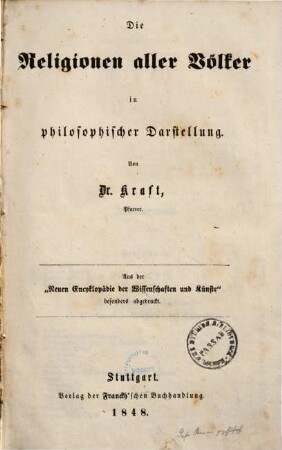 Die
Religionen aller Völker
in
philosophischer Darstellung.
Von
Dr. Kraft,
Pfarrer.
Aus der
„Neuen Encyklopädie der Wissenschaften und Künste"
besonders abgedruckt.
PASSAU
Stuttgart.
Verlag der Franckh'schen Buchhandlung.
1848.